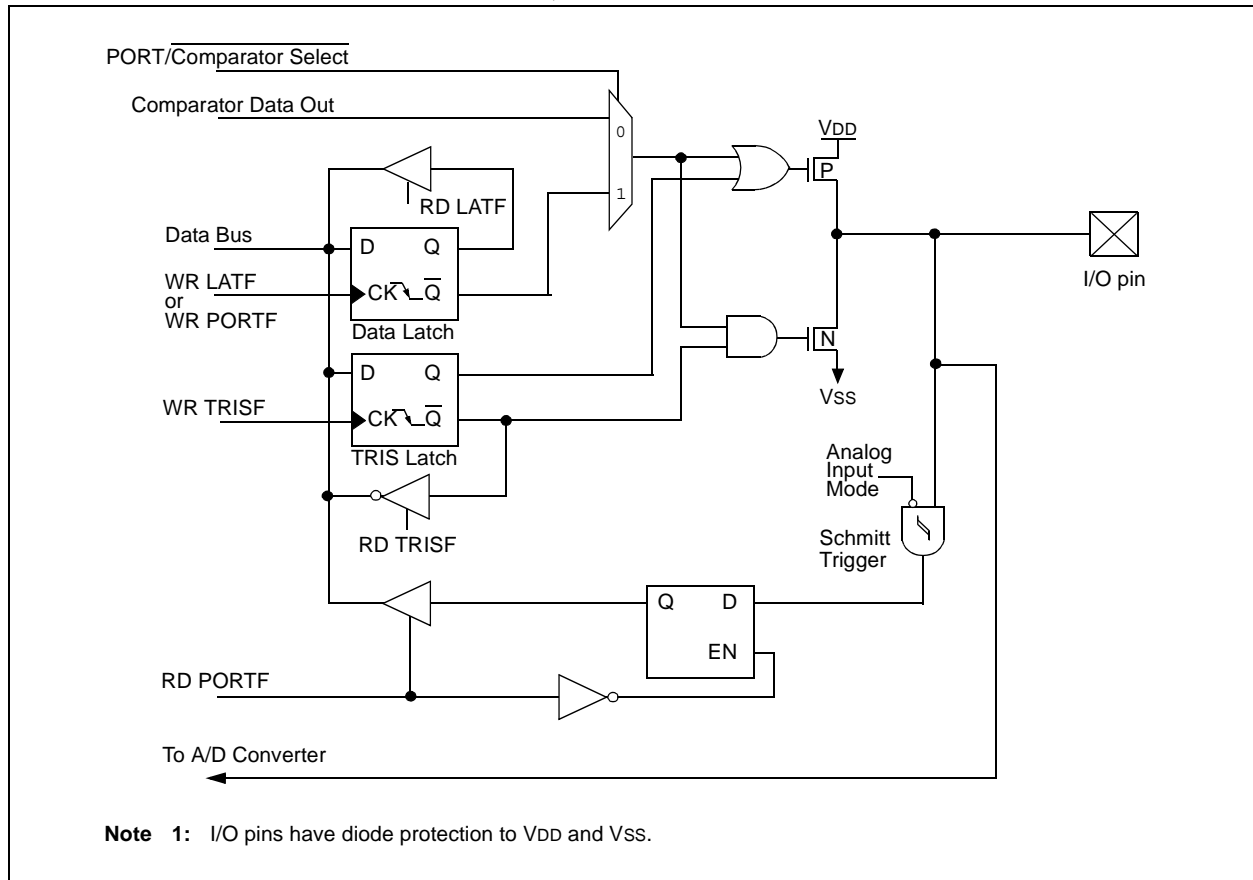 PORT/Comparator Select
Comparator Data Out
0
1
VDD
P
RD LATF
Data Bus
D Q
WR LATF
or
WR PORTF
CK Q
Data Latch
I/O pin
N
VSS
D Q
WR TRISF
CK Q
TRIS Latch
Analog
Input
Mode
RD TRISF
Schmitt
Trigger
Q D
EN
RD PORTF
To A/D Converter
Note 1: I/O pins have diode protection to VDD and VSS.